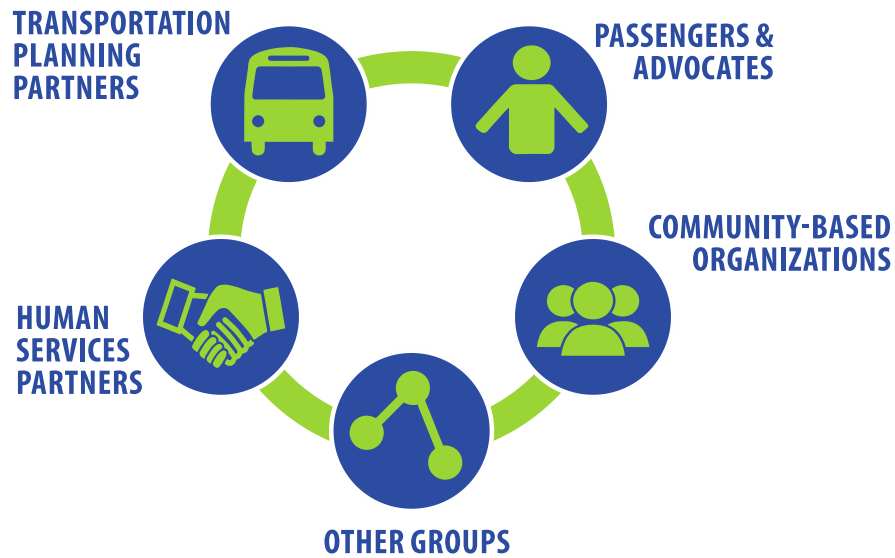 TRANSPORTATION
PLANNING
PARTNERS
PASSENGERS &
ADVOCATES
COMMUNITY-BASED
ORGANIZATIONS
HUMAN
SERVICES
PARTNERS
OTHER GROUPS